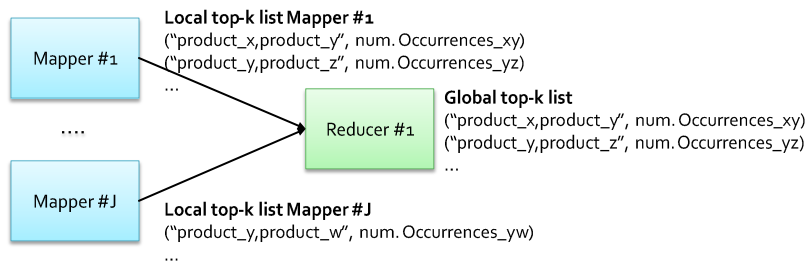 Local top-k list Mapper #1
("product_x,product_y", num. Occurrences_xy)
("product_y,product_z", num. Occurrences_yz)
...
Mapper #1
....
Mapper #J
Reducer #1
Global top-k list
("product_x,product_y", num. Occurrences_xy)
("product_y,product_z", num. Occurrences_yz)
...
Local top-k list Mapper #J
("product_y,product_w", num. Occurrences_yw)
...